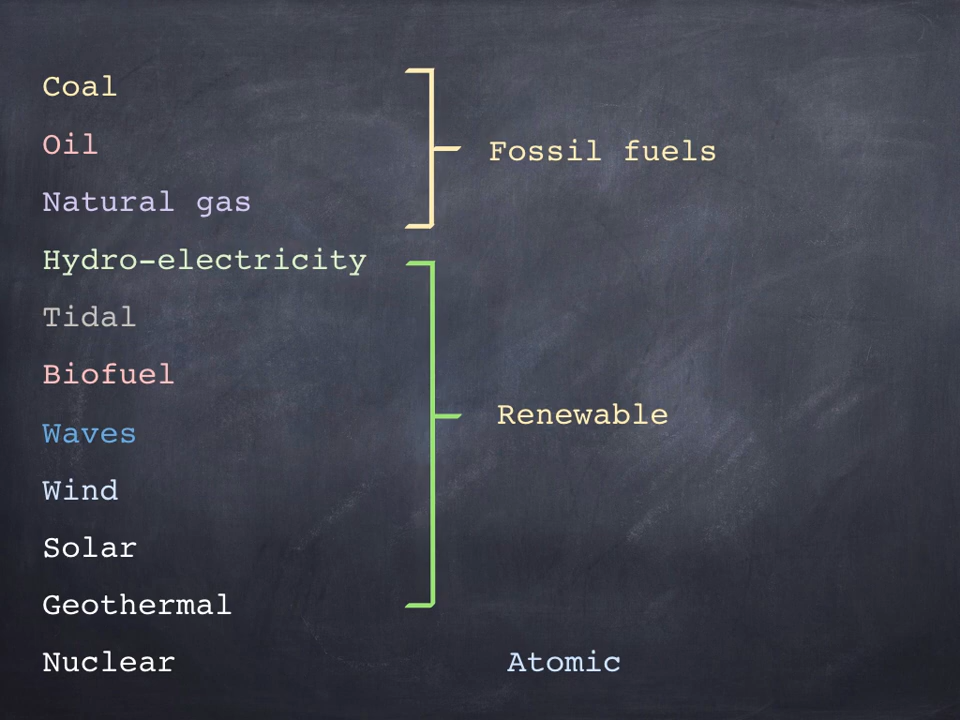 Coal
Oil
Natural gas
Fossil fuels
Hydro-electricity
Tidal
Biofuel
Waves
Wind
Solar
Geothermal
Renewable
Nuclear
Atomic